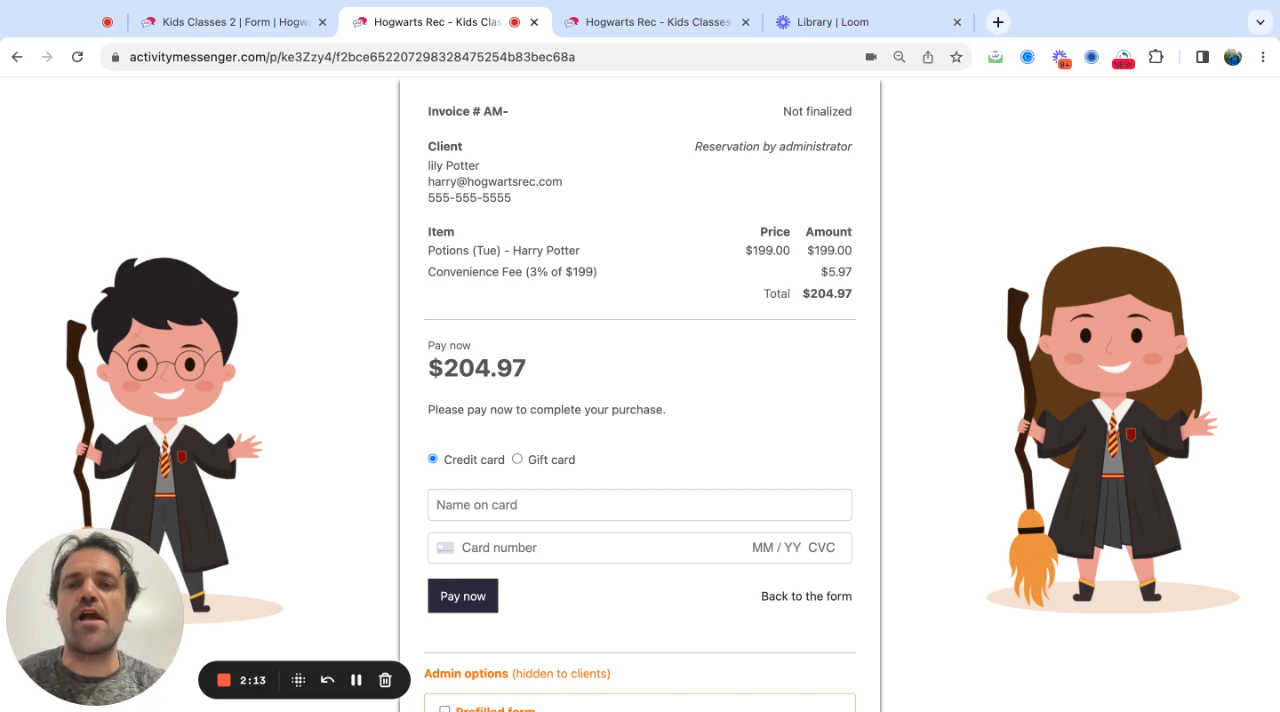 Kids Classes 2 | Form | Hogw
Hogwarts Rec - Kids Clas
Hogwarts Rec - Kids Classes
Library | Loom
activitymessenger.com/p/ke3Zzy4/f2bce652207298328475254b83bec68a
9+
NEW
Invoice # AM-
Not finalized
Client
Reservation by administrator
lily Potter
harry@hogwartsrec.com
555-555-5555
Item Price Amount
Potions (Tue) - Harry Potter $199.00 $199.00
Convenience Fee (3% of $199) $5.97
Total $204.97
Pay now
$204.97
Please pay now to complete your purchase.
Credit card Gift card
Name on card
Card number MM / YY CVC
Pay now
Back to the form
2:13
Admin options (hidden to clients)
Prefilled form